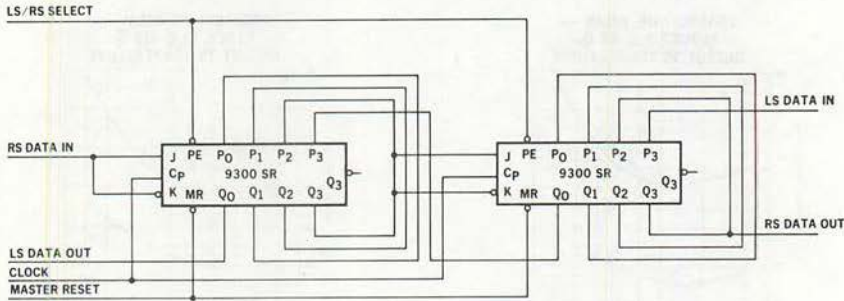 LS/RS SELECT
LS DATA IN
RS DATA IN
J PE P0 P1 P2 P3
CP 9300 SR Q3
K MR Q0 Q1 Q2 Q3
J PE P0 P1 P2 P3
CP 9300 SR Q3
K MR Q0 Q1 Q2 Q3
RS DATA OUT
LS DATA OUT
CLOCK
MASTER RESET